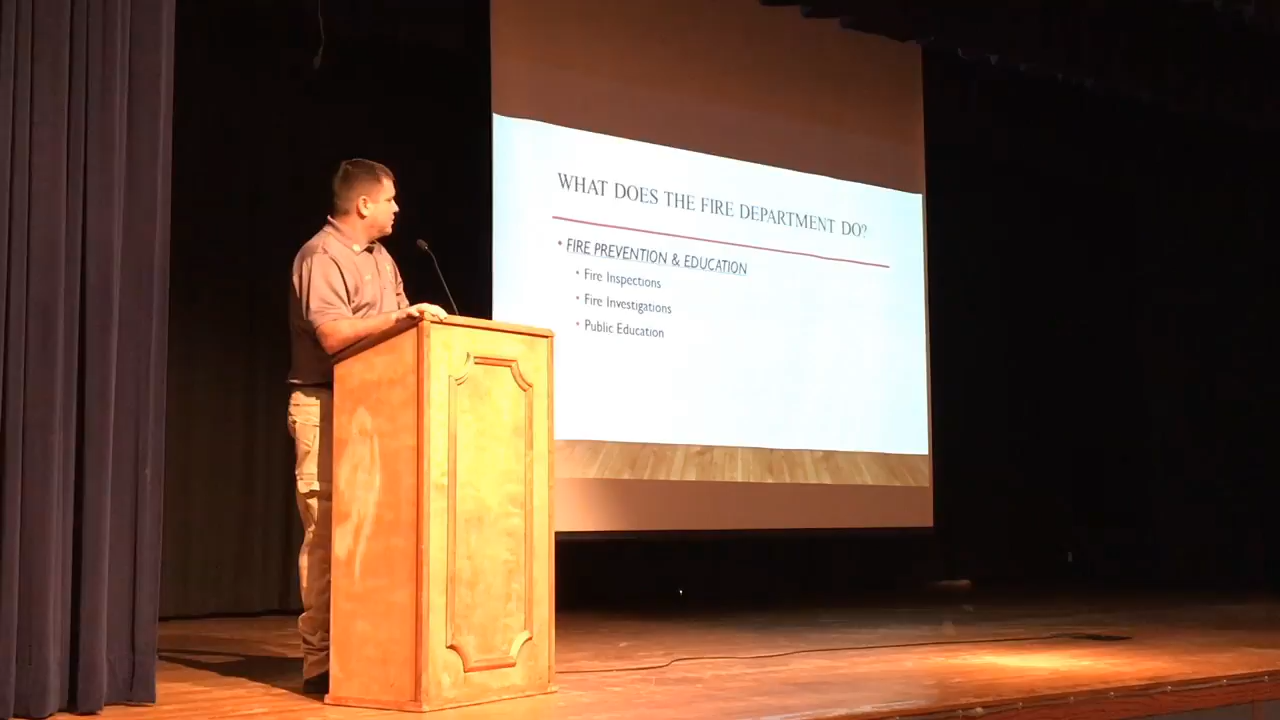 WHAT DOES THE FIRE DEPARTMENT DO?
• FIRE PREVENTION & EDUCATION
• Fire Inspections
• Fire Investigations
• Public Education